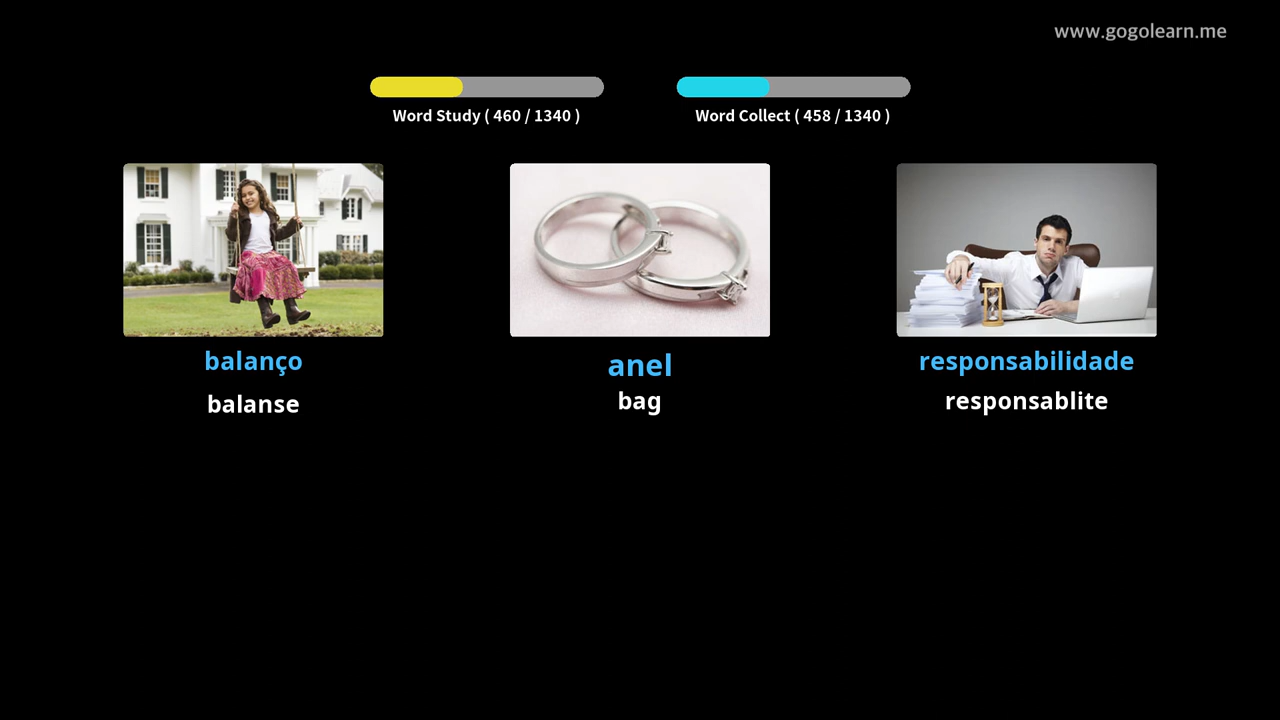 www.gogolearn.me
Word Study ( 460 / 1340 )
Word Collect ( 458 / 1340 )
balanço
balanse
anel
bag
responsabilidade
responsablite